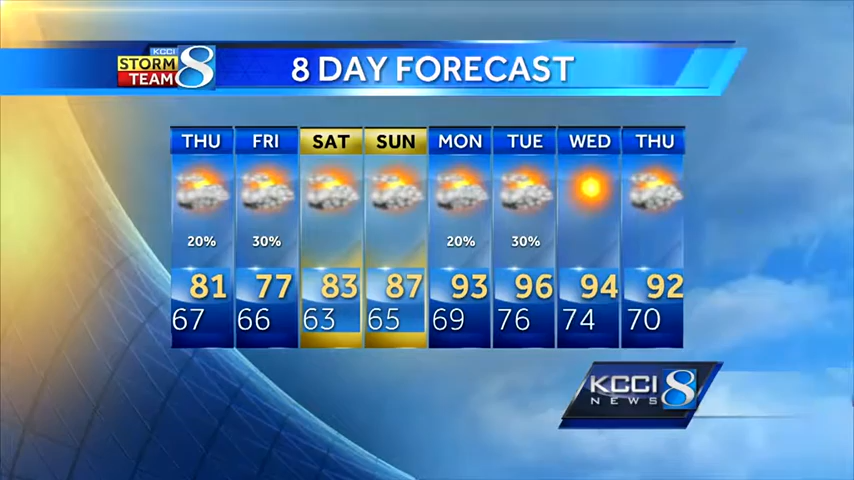 KCCI
STORM
TEAM 8
8 DAY FORECAST
THU FRI SAT SUN MON TUE WED THU
20% 30% 20% 30%
81 77 83 87 93 96 94 92
67 66 63 65 69 76 74 70
KCCI 8
NEWS